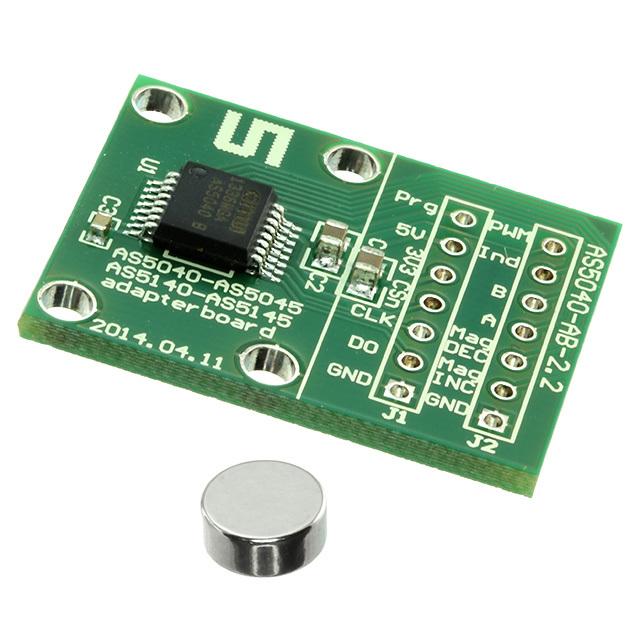 U1
C3
AS5040
B
AS5040-AS5045
AS5140-AS5145
adapterboard
2014.04.11
C2
C1
Prg
5V
3V3
CSn
CLK
DO
GND
J1
PWM
Ind
B
A
Mag
DEC
Mag
INC
GND
J2
AS5040-AB-2.2